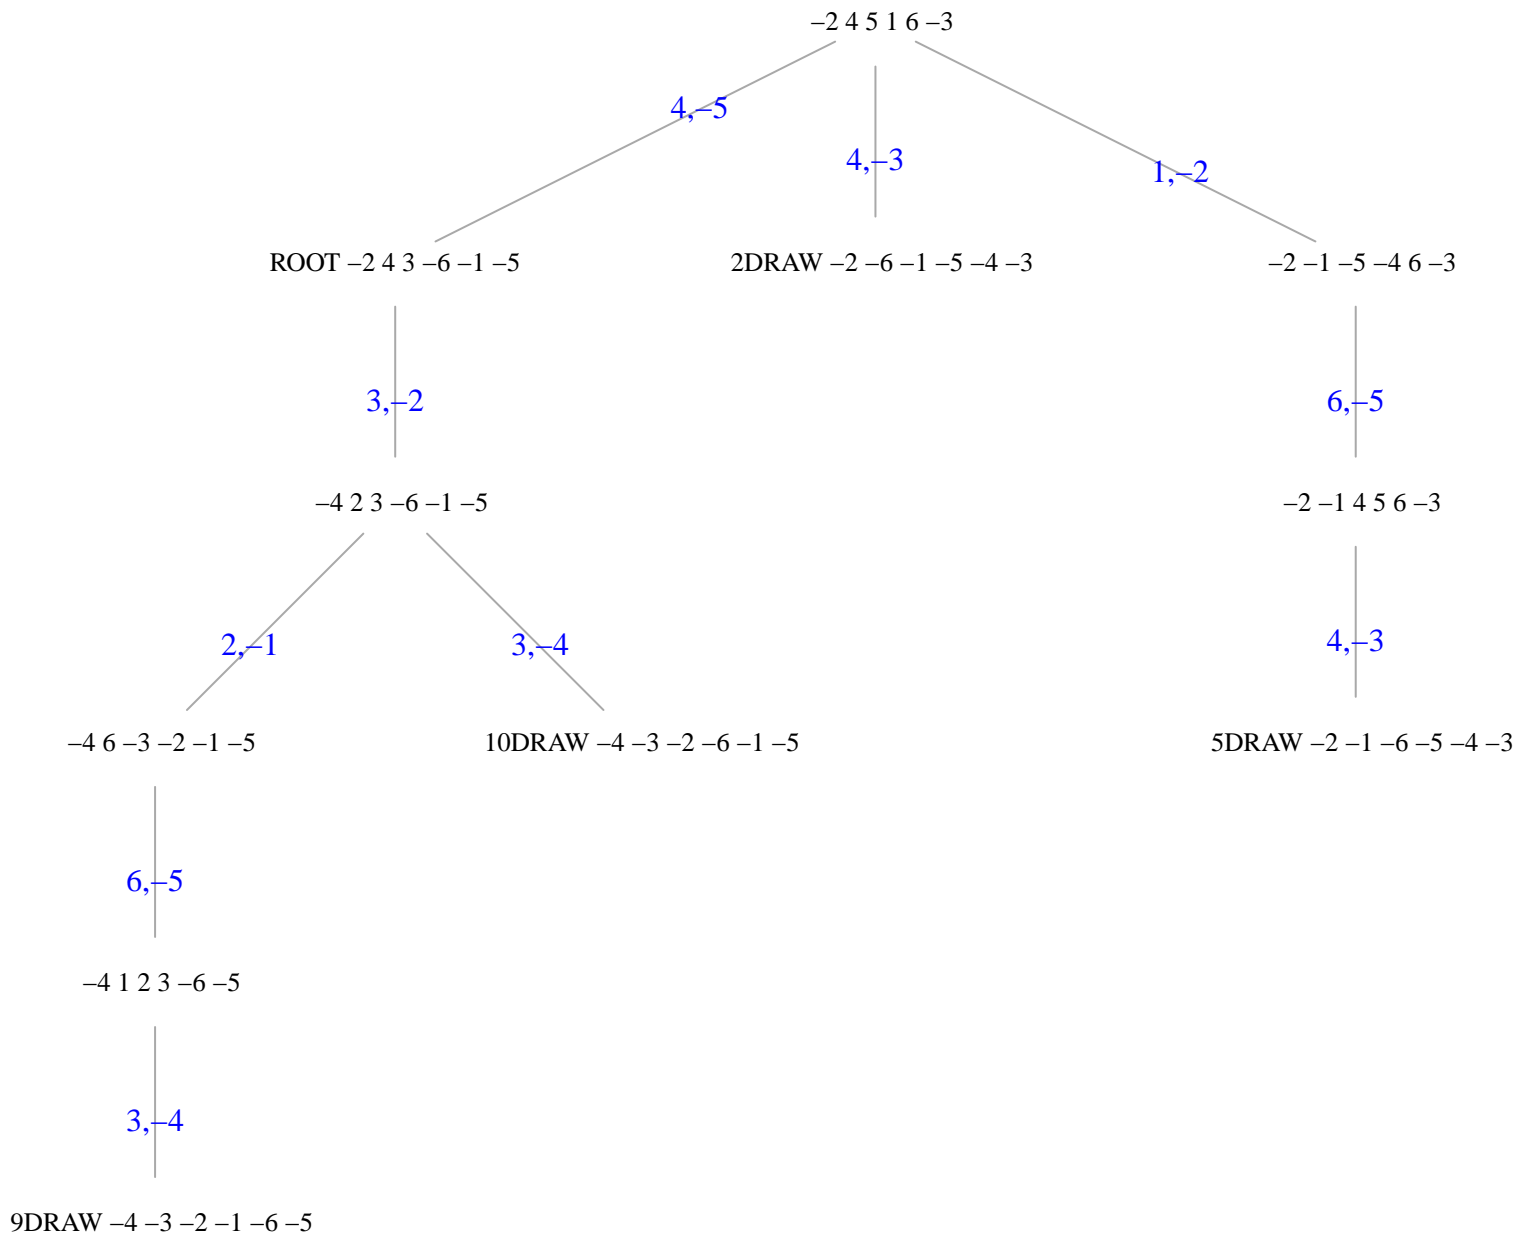 –2 4 5 1 6 –3
4,–5
4,–3
1,–2
ROOT –2 4 3 –6 –1 –5
2DRAW –2 –6 –1 –5 –4 –3
–2 –1 –5 –4 6 –3
3,–2
6,–5
–4 2 3 –6 –1 –5
–2 –1 4 5 6 –3
2,–1
3,–4
4,–3
–4 6 –3 –2 –1 –5
10DRAW –4 –3 –2 –6 –1 –5
5DRAW –2 –1 –6 –5 –4 –3
6,–5
–4 1 2 3 –6 –5
3,–4
9DRAW –4 –3 –2 –1 –6 –5